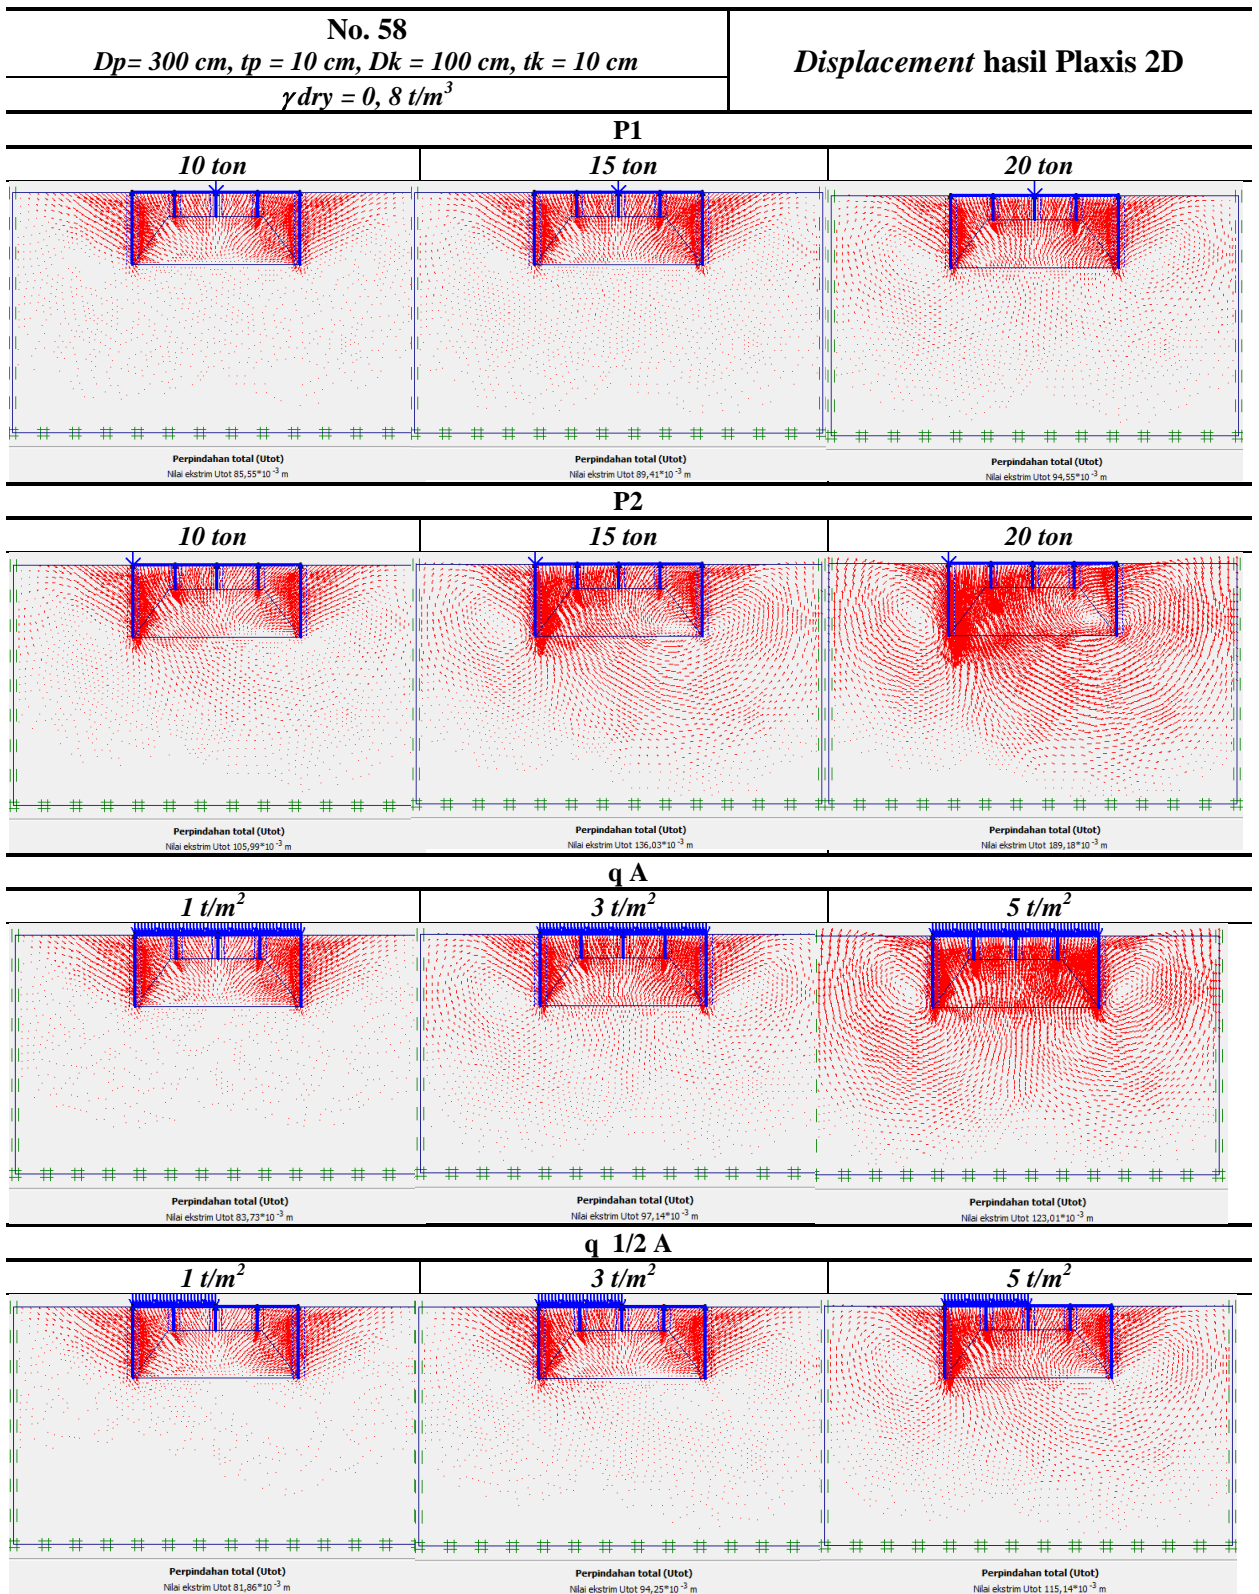 No. 58
Dp= 300 cm, tp = 10 cm, Dk = 100 cm, tk = 10 cm
γ dry = 0, 8 t/m³
Displacement hasil Plaxis 2D
P1
10 ton
15 ton
20 ton
Perpindahan total (Utot)
Nilai ekstrim Utot 85,55*10⁻³ m
Perpindahan total (Utot)
Nilai ekstrim Utot 89,41*10⁻³ m
Perpindahan total (Utot)
Nilai ekstrim Utot 94,55*10⁻³ m
P2
10 ton
15 ton
20 ton
Perpindahan total (Utot)
Nilai ekstrim Utot 105,99*10⁻³ m
Perpindahan total (Utot)
Nilai ekstrim Utot 136,03*10⁻³ m
Perpindahan total (Utot)
Nilai ekstrim Utot 189,18*10⁻³ m
q A
1 t/m²
3 t/m²
5 t/m²
Perpindahan total (Utot)
Nilai ekstrim Utot 83,73*10⁻³ m
Perpindahan total (Utot)
Nilai ekstrim Utot 97,14*10⁻³ m
Perpindahan total (Utot)
Nilai ekstrim Utot 123,01*10⁻³ m
q 1/2 A
1 t/m²
3 t/m²
5 t/m²
Perpindahan total (Utot)
Nilai ekstrim Utot 81,86*10⁻³ m
Perpindahan total (Utot)
Nilai ekstrim Utot 94,25*10⁻³ m
Perpindahan total (Utot)
Nilai ekstrim Utot 115,14*10⁻³ m